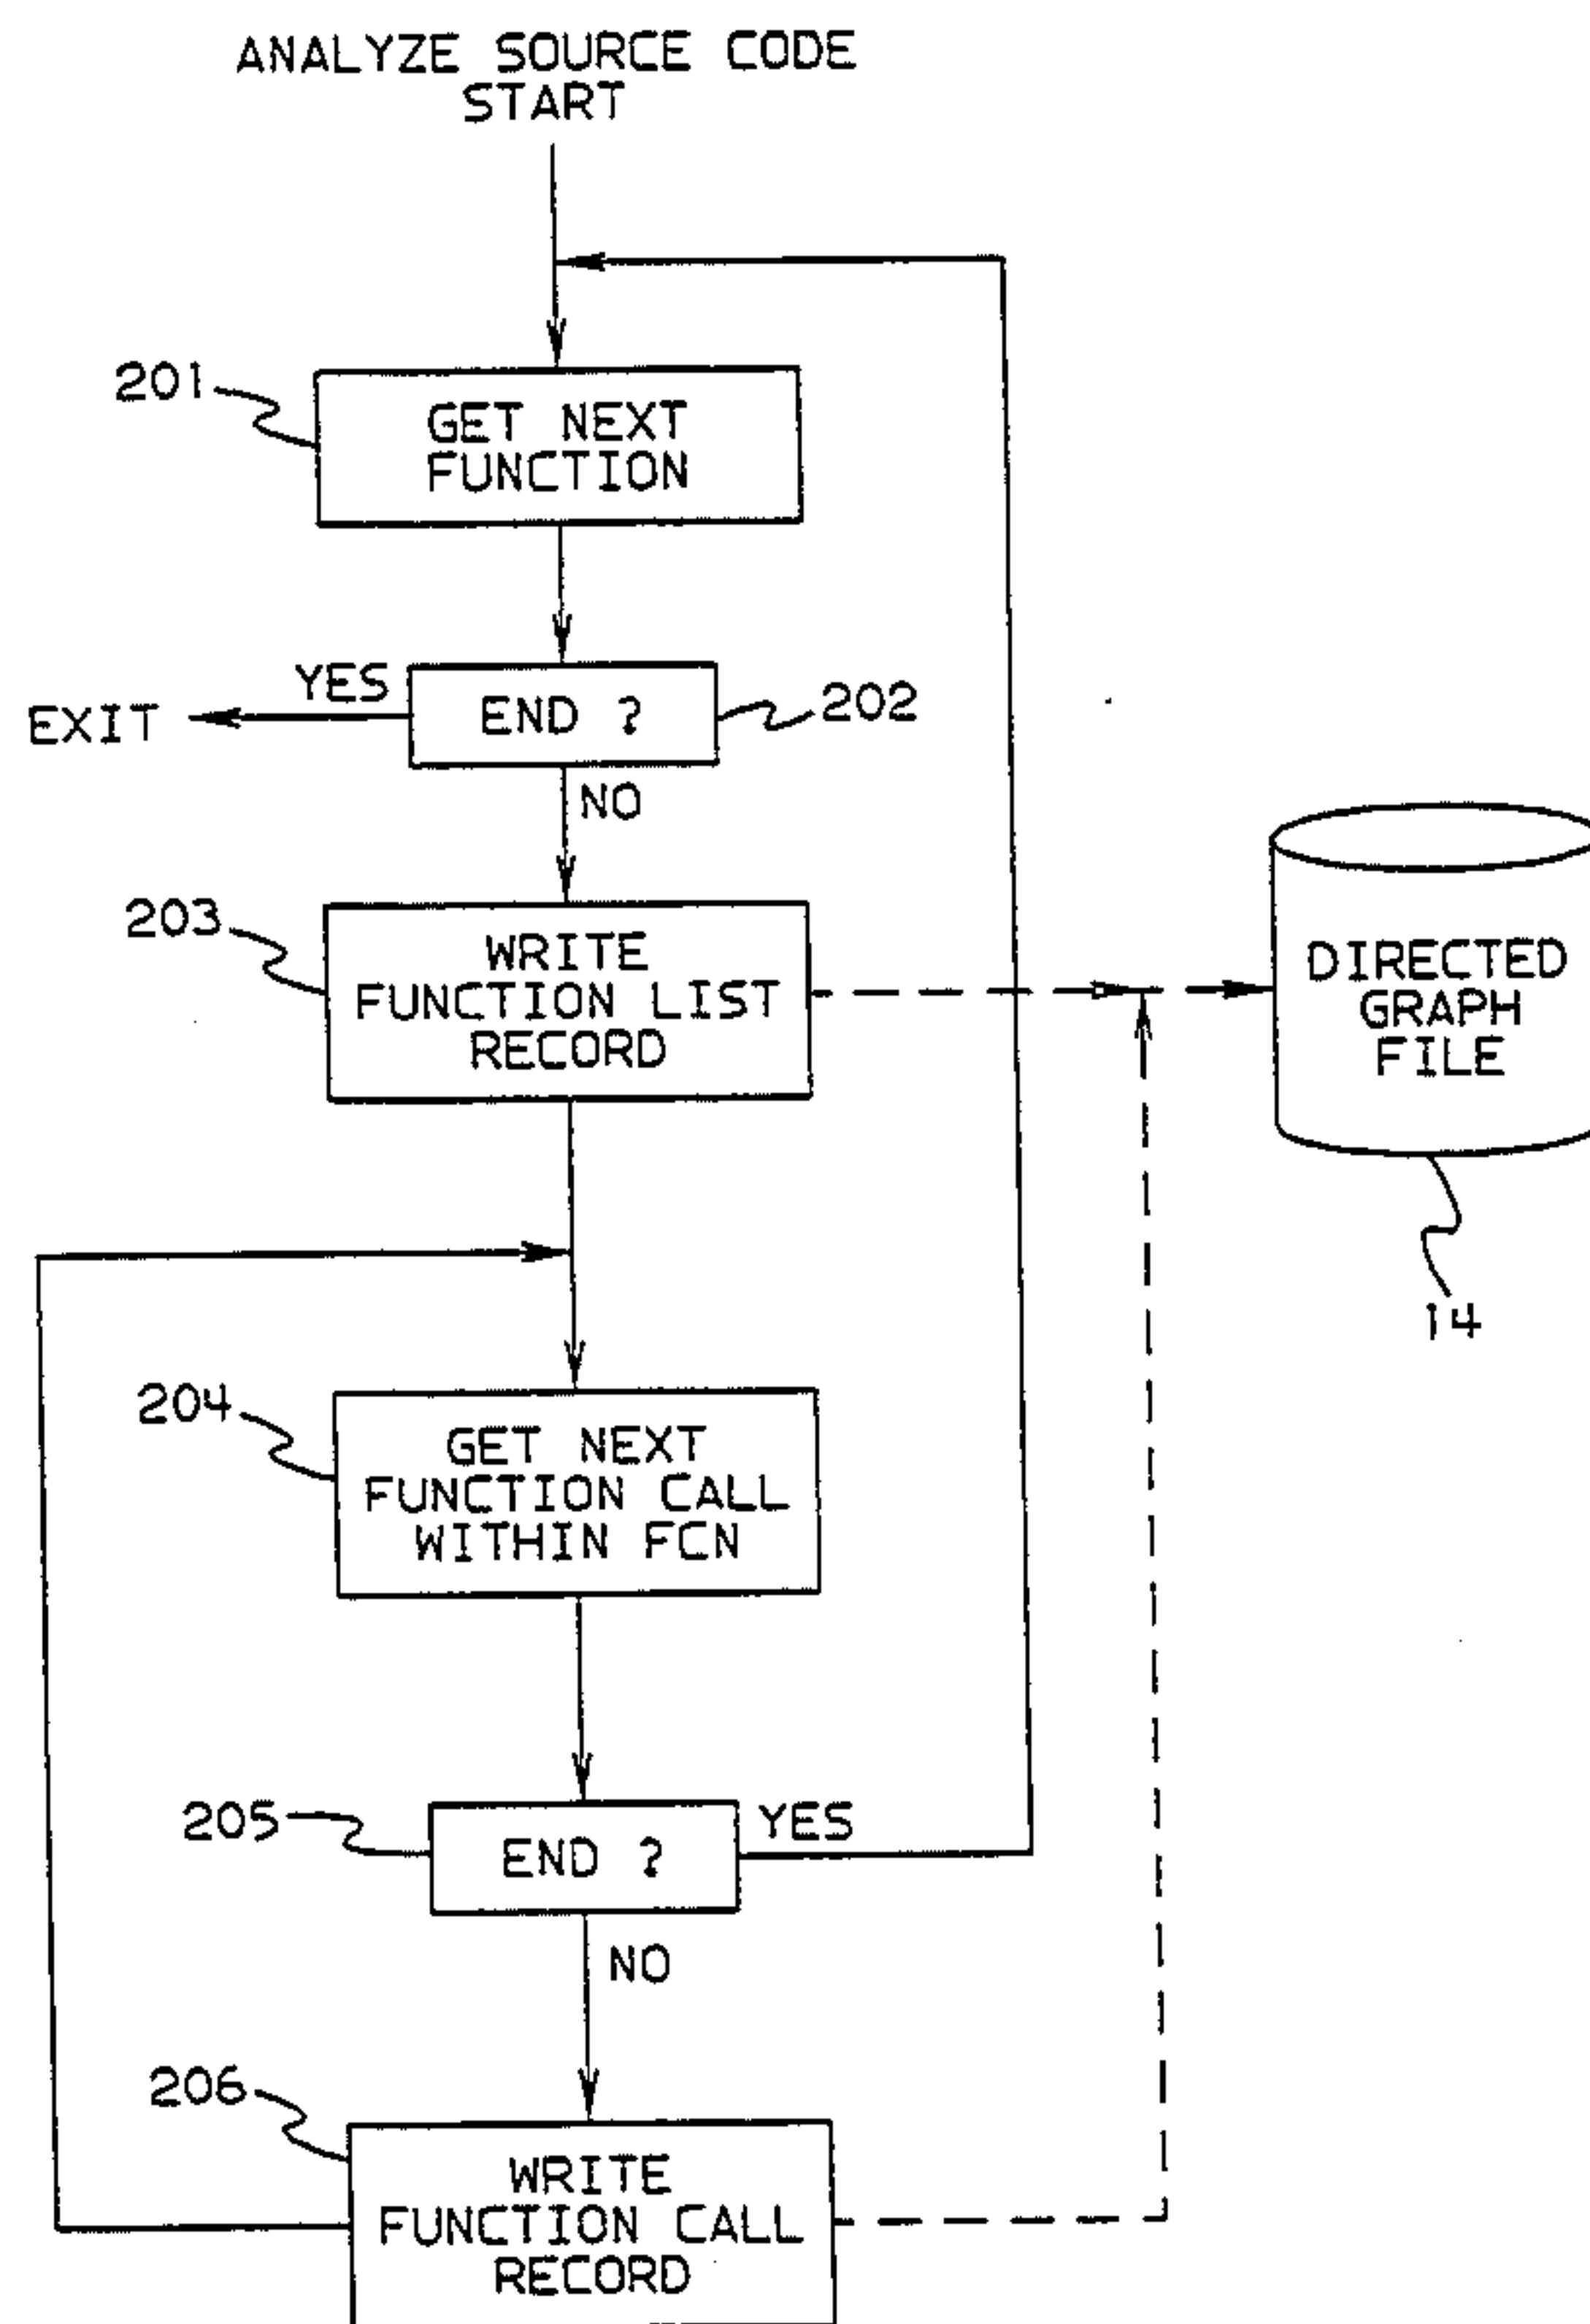 ANALYZE SOURCE CODE
START
201
GET NEXT
FUNCTION
YES
EXIT
END ?
202
NO
203
WRITE
FUNCTION LIST
RECORD
DIRECTED
GRAPH
FILE
14
204
GET NEXT
FUNCTION CALL
WITHIN FCN
205
END ?
YES
NO
206
WRITE
FUNCTION CALL
RECORD